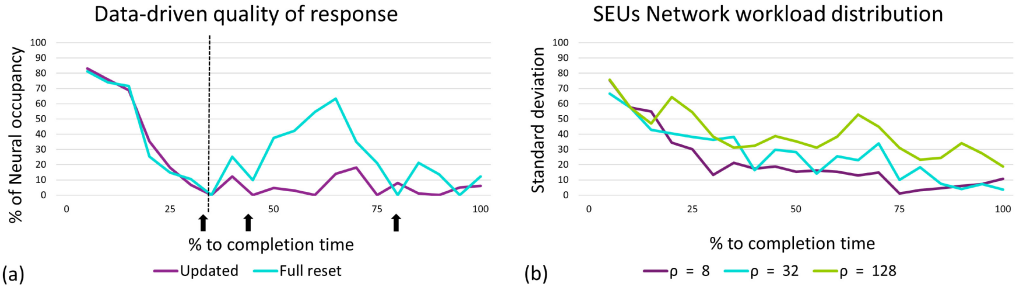 Data-driven quality of response
% of Neural occupancy
100
90
80
70
60
50
40
30
20
10
0
0 25 50 75 100
% to completion time
Updated Full reset
(a)
SEUs Network workload distribution
Standard deviation
100
90
80
70
60
50
40
30
20
10
0
0 25 50 75 100
% to completion time
ρ = 8 ρ = 32 ρ = 128
(b)